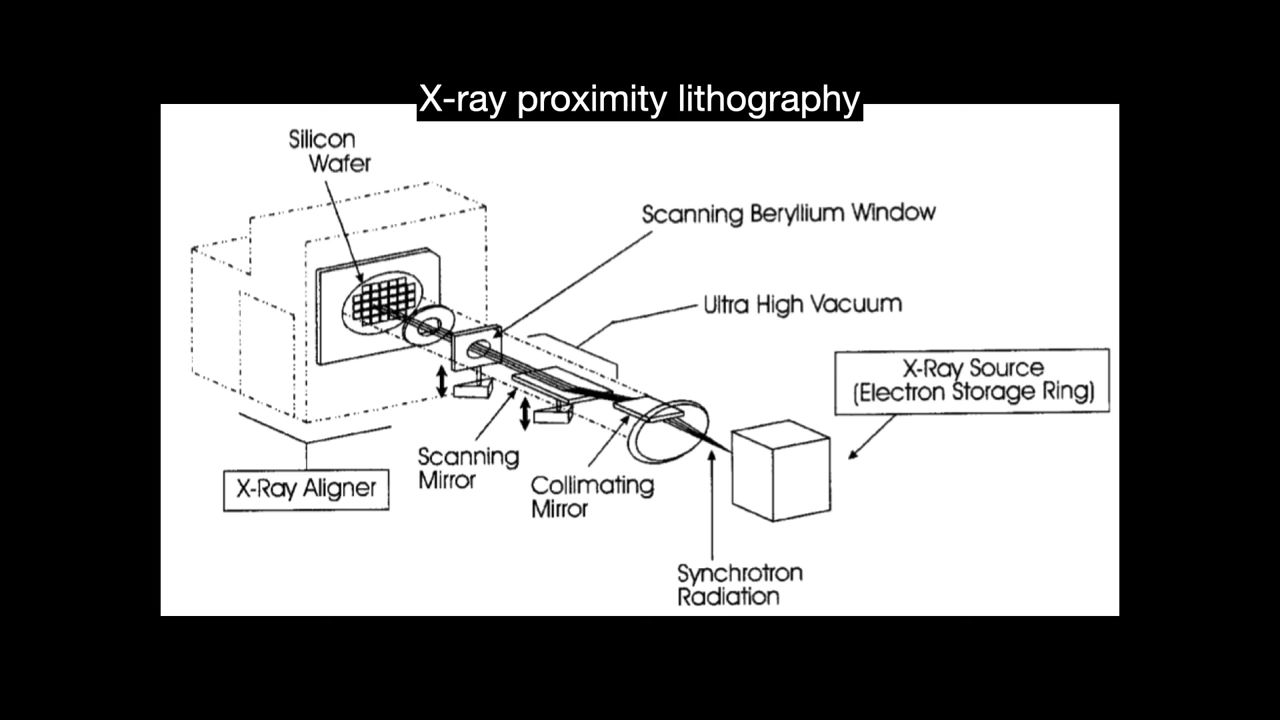 X-ray proximity lithography
Silicon
Wafer
Scanning Beryllium Window
Ultra High Vacuum
X-Ray Source
(Electron Storage Ring)
Scanning
Mirror
Collimating
Mirror
X-Ray Aligner
Synchrotron
Radiation